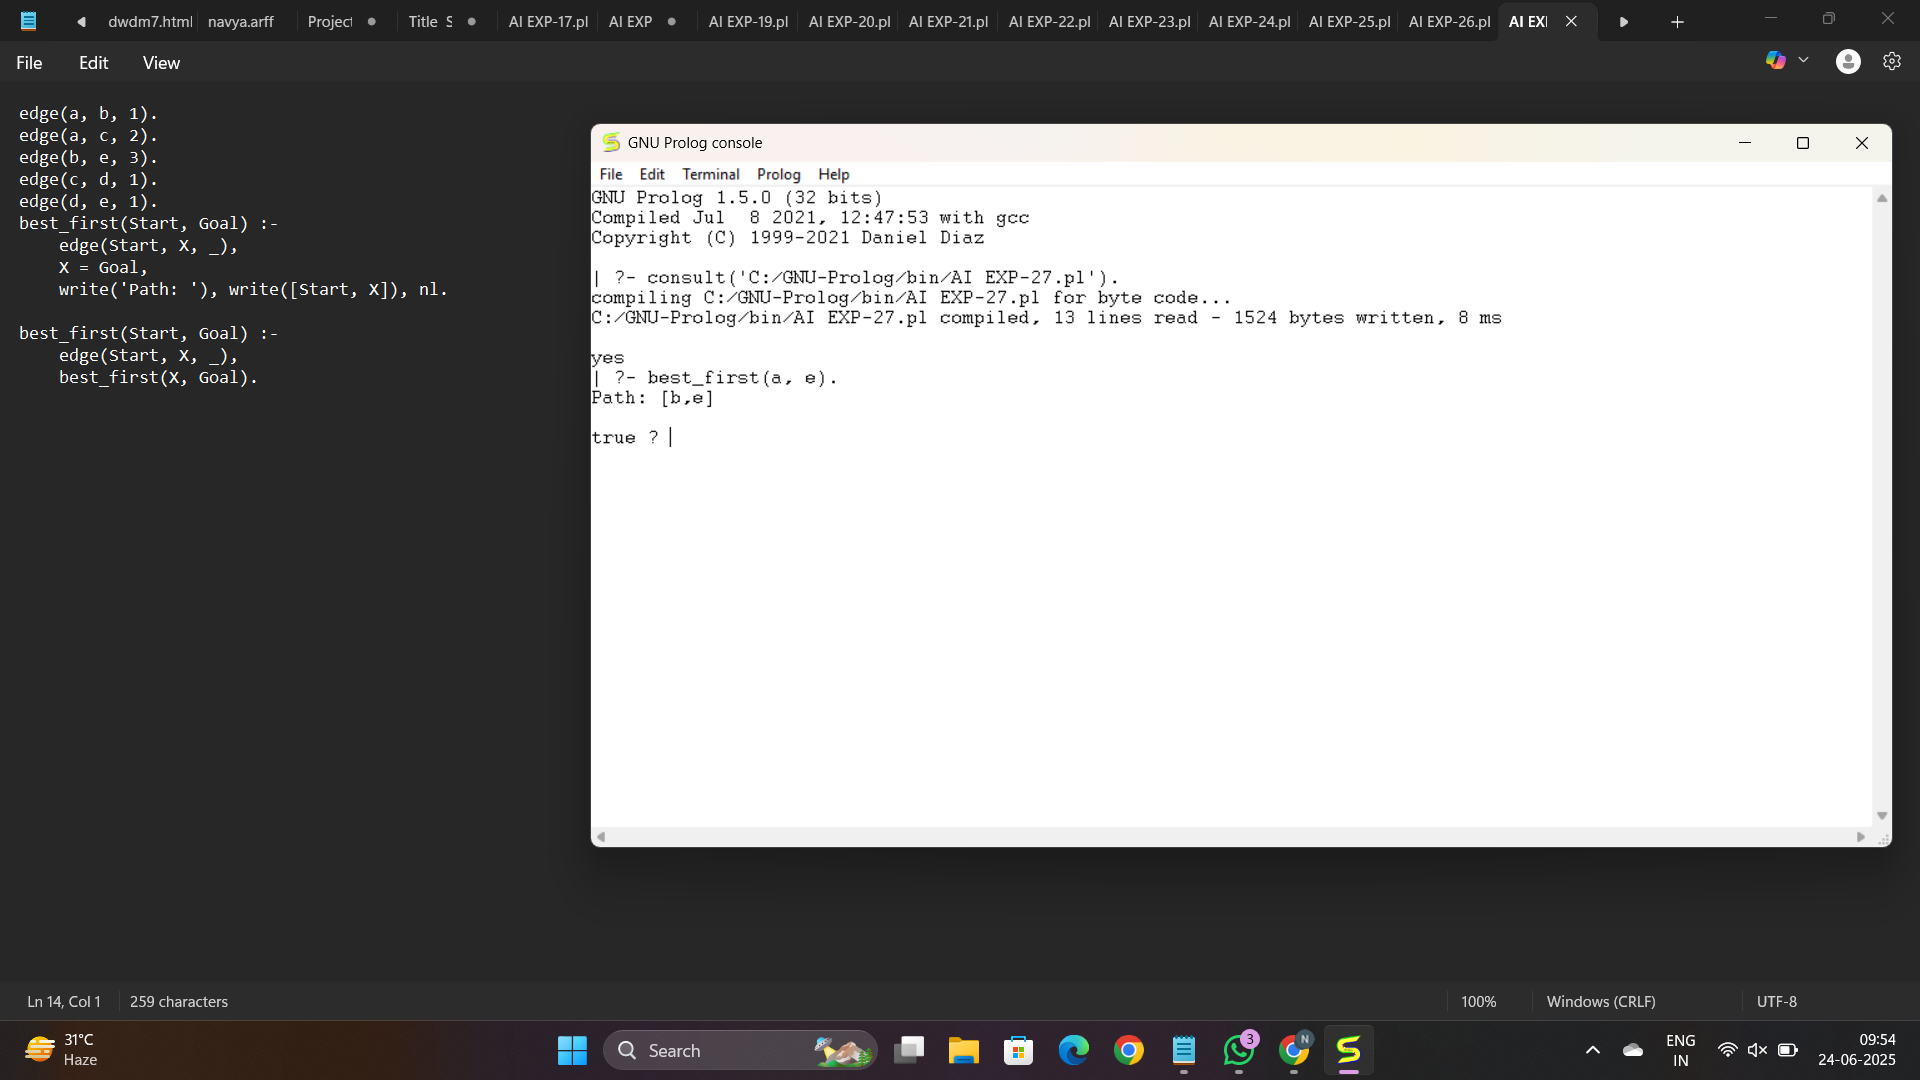 dwdm7.html navya.arff Project Title S AI EXP-17.pl AI EXP AI EXP-19.pl AI EXP-20.pl AI EXP-21.pl AI EXP-22.pl AI EXP-23.pl AI EXP-24.pl AI EXP-25.pl AI EXP-26.pl AI EX
File Edit View
edge(a, b, 1).
edge(a, c, 2).
edge(b, e, 3).
edge(c, d, 1).
edge(d, e, 1).
best_first(Start, Goal) :-
    edge(Start, X, _),
    X = Goal,
    write('Path: '), write([Start, X]), nl.
best_first(Start, Goal) :-
    edge(Start, X, _),
    best_first(X, Goal).
GNU Prolog console
File Edit Terminal Prolog Help
GNU Prolog 1.5.0 (32 bits)
Compiled Jul  8 2021, 12:47:53 with gcc
Copyright (C) 1999-2021 Daniel Diaz
| ?- consult('C:/GNU-Prolog/bin/AI EXP-27.pl').
compiling C:/GNU-Prolog/bin/AI EXP-27.pl for byte code...
C:/GNU-Prolog/bin/AI EXP-27.pl compiled, 13 lines read - 1524 bytes written, 8 ms
yes
| ?- best_first(a, e).
Path: [b,e]
true ?
Ln 14, Col 1 259 characters 100% Windows (CRLF) UTF-8
31°C
Haze
Search
3
N
ENG
IN
09:54
24-06-2025